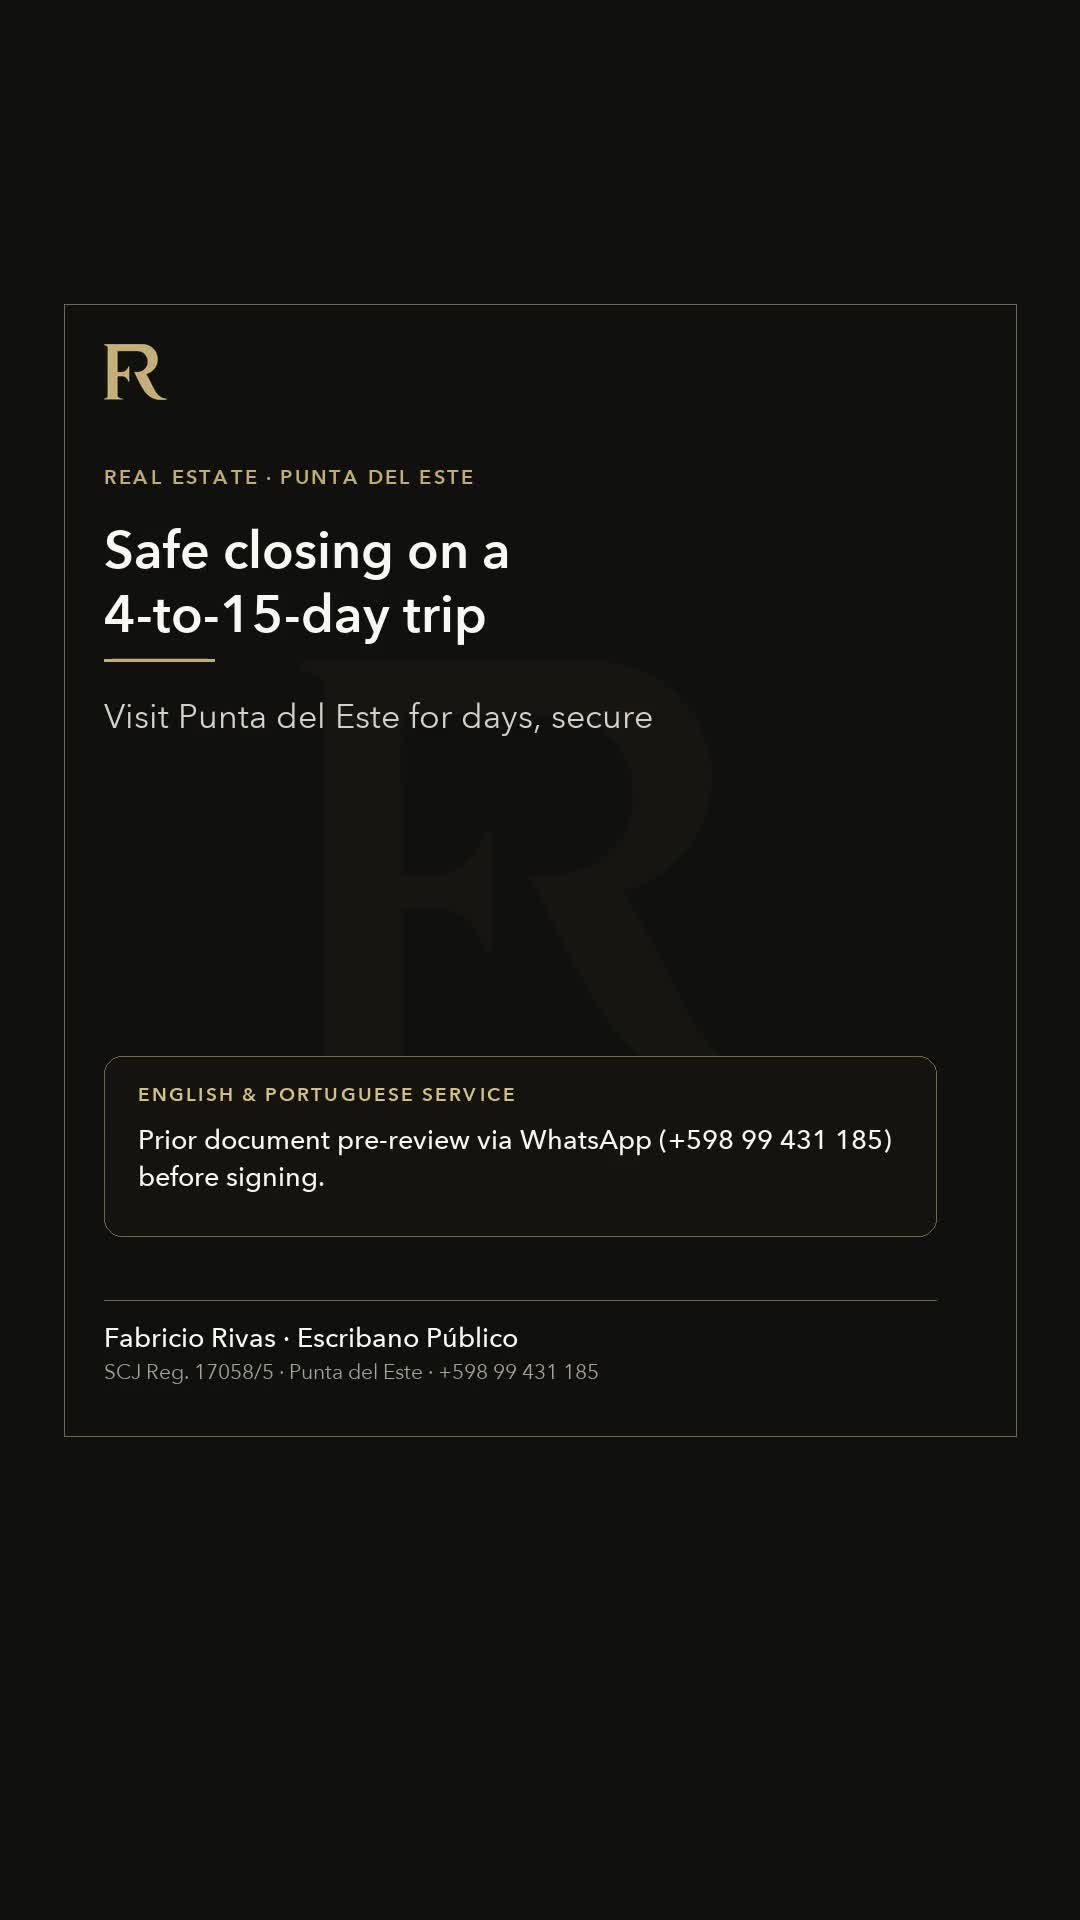 FR
REAL ESTATE · PUNTA DEL ESTE
Safe closing on a
4-to-15-day trip
Visit Punta del Este for days, secure
ENGLISH & PORTUGUESE SERVICE
Prior document pre-review via WhatsApp (+598 99 431 185)
before signing.
Fabricio Rivas · Escribano Público
SCJ Reg. 17058/5 · Punta del Este · +598 99 431 185